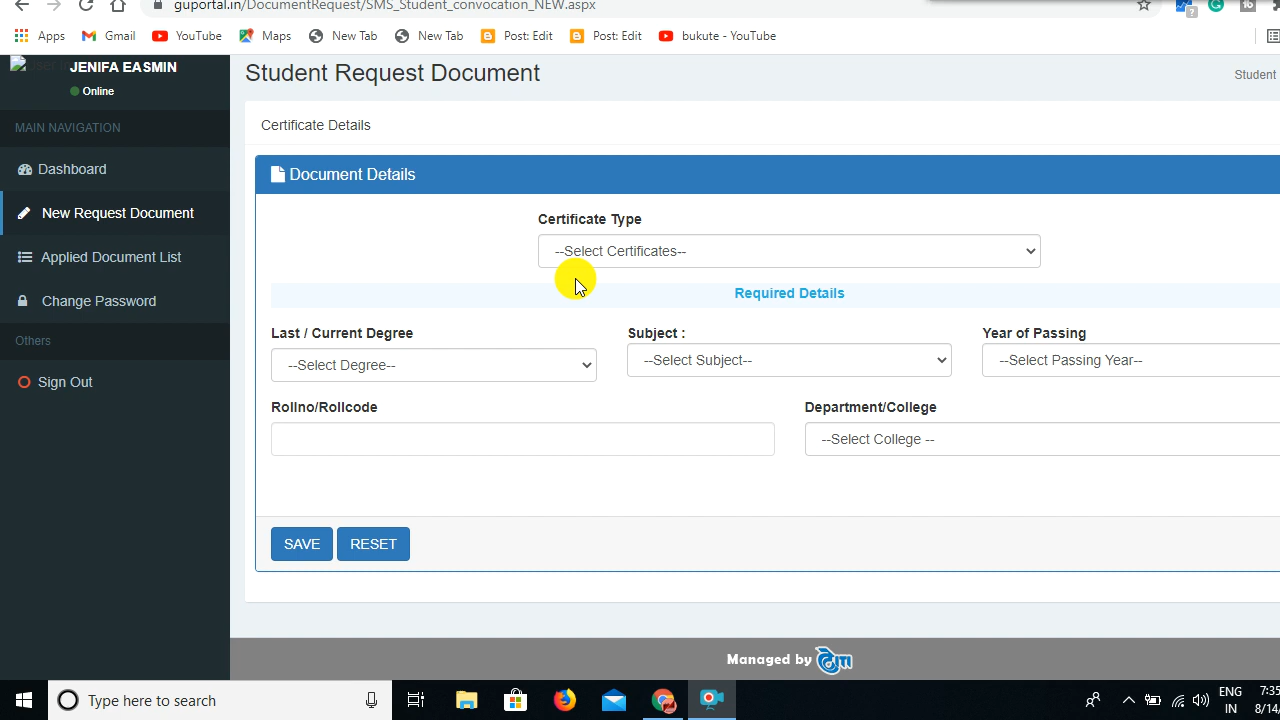 guportal.in/DocumentRequest/SMS_Student_convocation_NEW.aspx
Apps Gmail YouTube Maps New Tab New Tab Post: Edit Post: Edit bukute - YouTube
JENIFA EASMIN
Online
MAIN NAVIGATION
Dashboard
New Request Document
Applied Document List
Change Password
Others
Sign Out
Student Request Document
Student
Certificate Details
Document Details
Certificate Type
--Select Certificates--
Required Details
Last / Current Degree Subject : Year of Passing
--Select Degree-- --Select Subject-- --Select Passing Year--
Rollno/Rollcode Department/College
--Select College --
SAVE RESET
Managed by
Type here to search
ENG 7:35
IN 8/14/